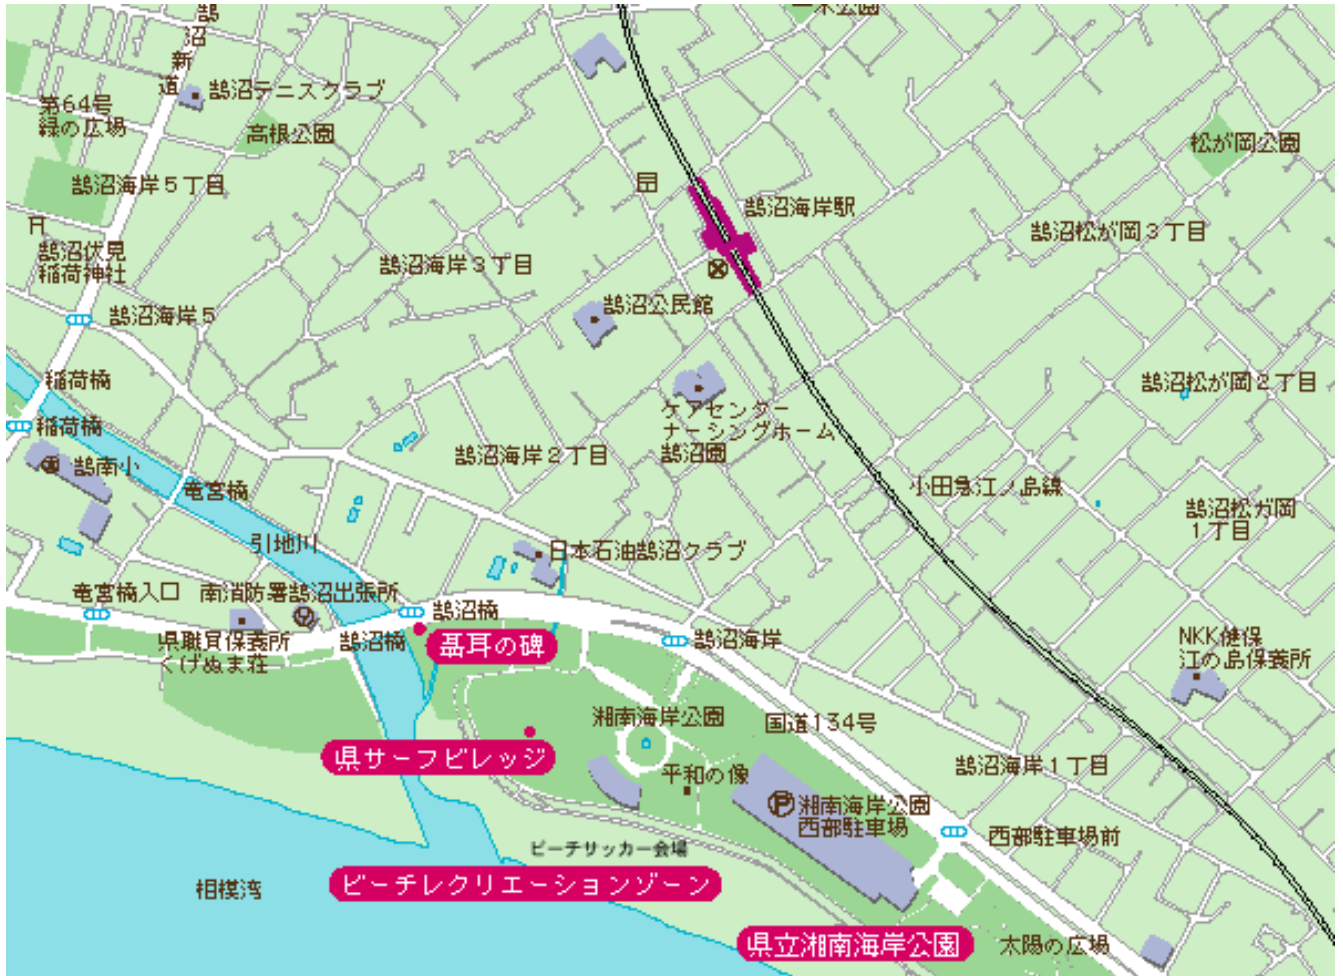 鵠沼新道
二木公園
鵠沼テニスクラブ
第64号
緑の広場
高根公園
松が岡公園
鵠沼海岸5丁目
鵠沼海岸駅
鵠沼松が岡3丁目
鵠沼伏見
稲荷神社
鵠沼海岸3丁目
鵠沼公民館
鵠沼海岸5
稲荷橋
鵠沼松が岡2丁目
ケアセンター
ナーシングホーム
鵠沼園
稲荷橋
鵠南小
鵠沼海岸2丁目
竜宮橋
小田急江ノ島線
鵠沼松が岡
1丁目
引地川
日本石油鵠沼クラブ
竜宮橋入口
南消防署鵠沼出張所
鵠沼橋
県職員保養所
くげぬま荘
鵠沼橋
聶耳の碑
鵠沼海岸
NKK健保
江の島保養所
湘南海岸公園
国道134号
県サーフビレッジ
平和の像
鵠沼海岸1丁目
P
湘南海岸公園
西部駐車場
西部駐車場前
ビーチサッカー会場
相模湾
ビーチレクリエーションゾーン
県立湘南海岸公園
太陽の広場